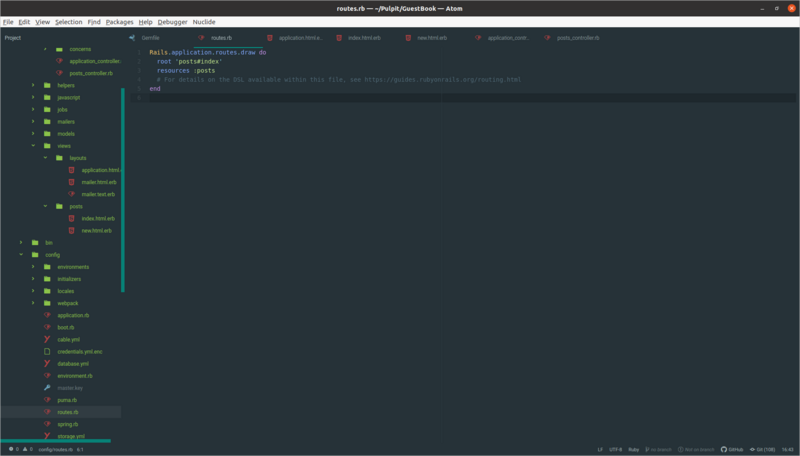 routes.rb — ~/Pulpit/GuestBook — Atom
File Edit View Selection Find Packages Help Debugger Nuclide
Project
Gemfile routes.rb application.html.e... index.html.erb new.html.erb application_contr... posts_controller.rb
concerns
application_controller.
posts_controller.rb
helpers
javascript
jobs
mailers
models
views
layouts
application.html.e
mailer.html.erb
mailer.text.erb
posts
index.html.erb
new.html.erb
bin
config
environments
initializers
locales
webpack
application.rb
boot.rb
cable.yml
credentials.yml.enc
database.yml
environment.rb
master.key
puma.rb
routes.rb
spring.rb
storage.yml
1 Rails.application.routes.draw do
2 root 'posts#index'
3 resources :posts
4 # For details on the DSL available within this file, see https://guides.rubyonrails.org/routing.html
5 end
6
0 0 config/routes.rb 6:1 LF UTF-8 Ruby no branch Not on branch GitHub Git (108) 16:42